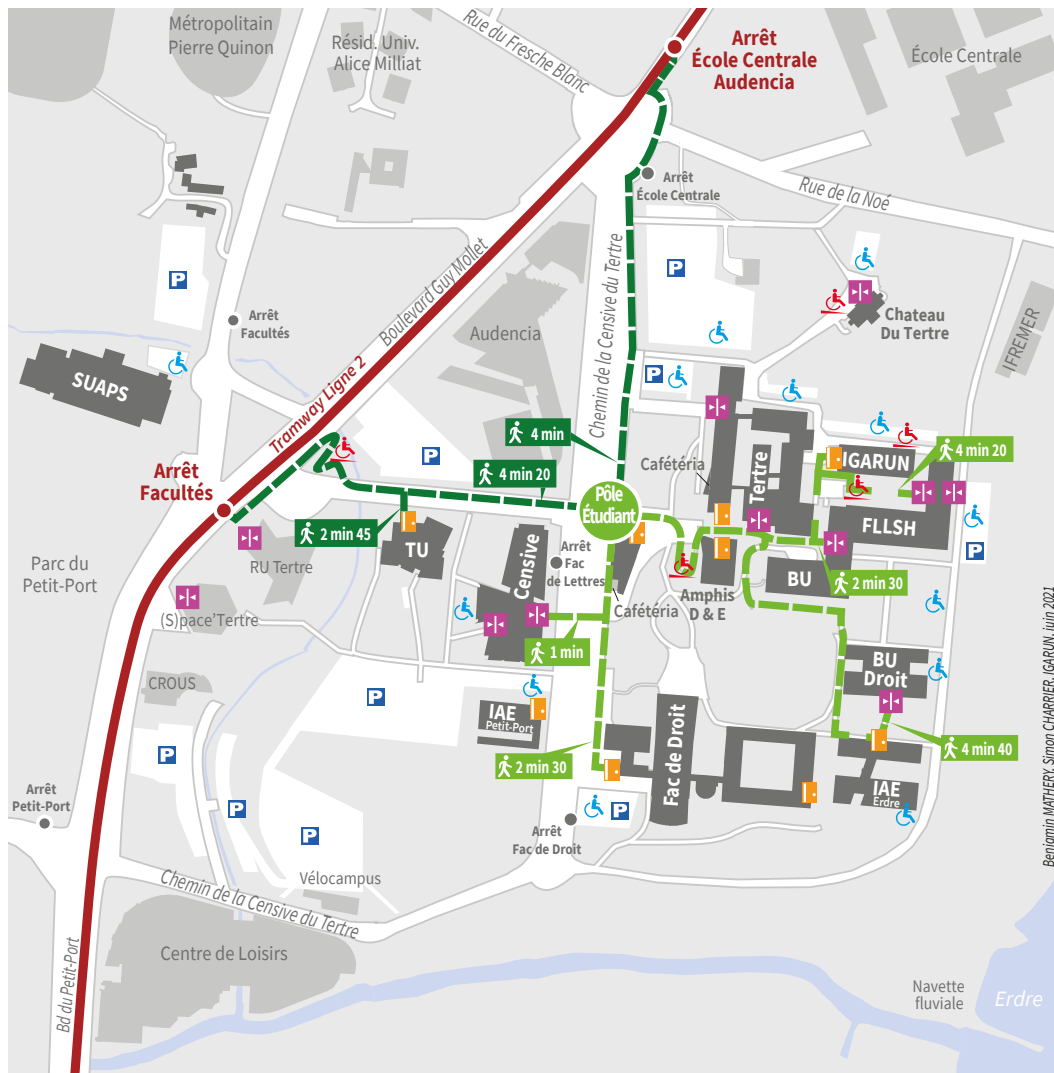 Métropolitain
Pierre Quinon
Résid. Univ.
Alice Milliat
Rue du Fresche Blanc
Arrêt
École Centrale
Audencia
École Centrale
Arrêt
École Centrale
Rue de la Noé
P
P
Boulevard Guy Mollet
Chemin de la Censive du Tertre
Arrêt
Facultés
Audencia
Chateau
Du Tertre
IFREMER
SUAPS
Tramway Ligne 2
P
P
4 min
4 min 20
Cafétéria
Tertre
IGARUN
4 min 20
Arrêt
Facultés
Pôle
Étudiant
FLLSH
2 min 45
TU
RU Tertre
Censive
Arrêt
Fac
de Lettres
P
Parc du
Petit-Port
BU
2 min 30
Amphis
D & E
Cafétéria
(S)pace'Tertre
1 min
CROUS
P
IAE
Petit-Port
BU
Droit
Fac de Droit
4 min 40
2 min 30
P
Arrêt
Petit-Port
P
P
IAE
Erdre
P
Arrêt
Fac de Droit
Vélocampus
Chemin de la Censive du Tertre
Centre de Loisirs
Bd du Petit-Port
Navette
fluviale
Erdre
Benjamin MATHERY, Simon CHARRIER, IGARUN, juin 2021